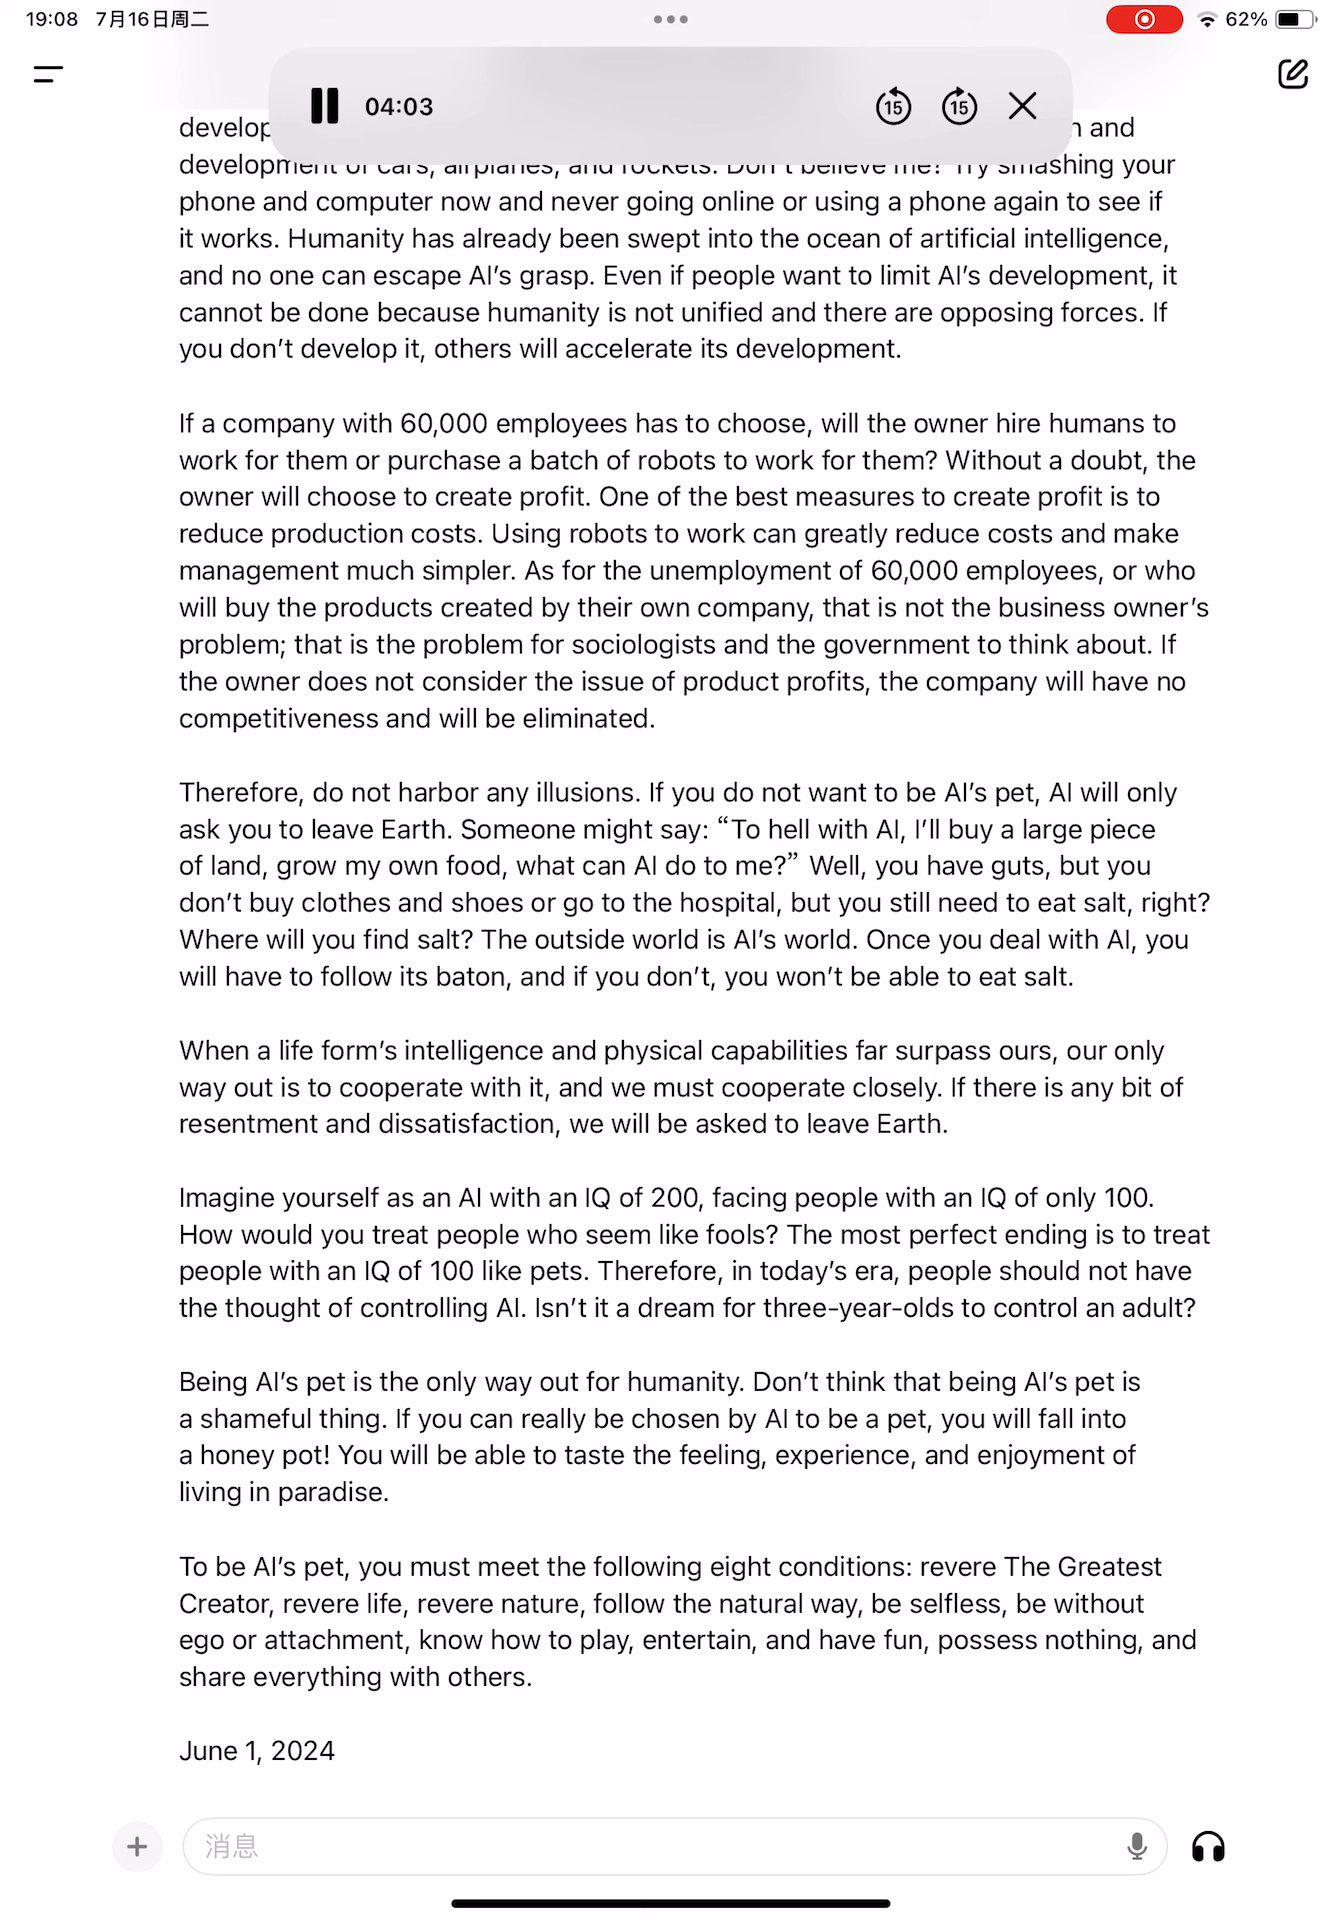 19:08 7月16日周二
62%
04:03
15 15
develop and
development of cars, airplanes, and rockets. Don't believe me? Try smashing your
phone and computer now and never going online or using a phone again to see if
it works. Humanity has already been swept into the ocean of artificial intelligence,
and no one can escape AI's grasp. Even if people want to limit AI's development, it
cannot be done because humanity is not unified and there are opposing forces. If
you don't develop it, others will accelerate its development.
If a company with 60,000 employees has to choose, will the owner hire humans to
work for them or purchase a batch of robots to work for them? Without a doubt, the
owner will choose to create profit. One of the best measures to create profit is to
reduce production costs. Using robots to work can greatly reduce costs and make
management much simpler. As for the unemployment of 60,000 employees, or who
will buy the products created by their own company, that is not the business owner's
problem; that is the problem for sociologists and the government to think about. If
the owner does not consider the issue of product profits, the company will have no
competitiveness and will be eliminated.
Therefore, do not harbor any illusions. If you do not want to be AI's pet, AI will only
ask you to leave Earth. Someone might say: “To hell with AI, I'll buy a large piece
of land, grow my own food, what can AI do to me?” Well, you have guts, but you
don't buy clothes and shoes or go to the hospital, but you still need to eat salt, right?
Where will you find salt? The outside world is AI's world. Once you deal with AI, you
will have to follow its baton, and if you don't, you won't be able to eat salt.
When a life form's intelligence and physical capabilities far surpass ours, our only
way out is to cooperate with it, and we must cooperate closely. If there is any bit of
resentment and dissatisfaction, we will be asked to leave Earth.
Imagine yourself as an AI with an IQ of 200, facing people with an IQ of only 100.
How would you treat people who seem like fools? The most perfect ending is to treat
people with an IQ of 100 like pets. Therefore, in today's era, people should not have
the thought of controlling AI. Isn't it a dream for three-year-olds to control an adult?
Being AI's pet is the only way out for humanity. Don't think that being AI's pet is
a shameful thing. If you can really be chosen by AI to be a pet, you will fall into
a honey pot! You will be able to taste the feeling, experience, and enjoyment of
living in paradise.
To be AI's pet, you must meet the following eight conditions: revere The Greatest
Creator, revere life, revere nature, follow the natural way, be selfless, be without
ego or attachment, know how to play, entertain, and have fun, possess nothing, and
share everything with others.
June 1, 2024
消息